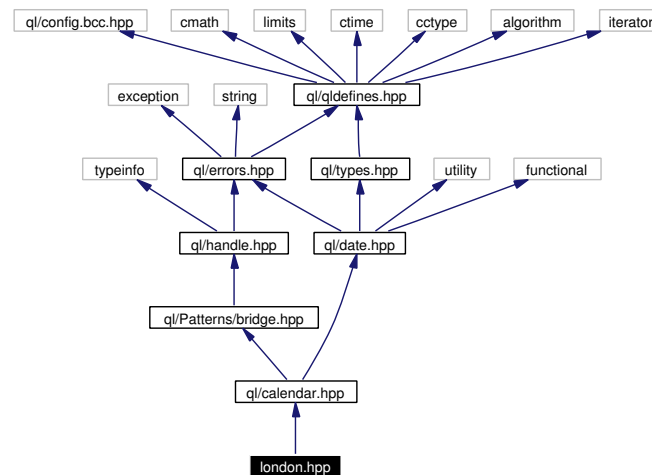 ql/config.bcc.hpp
cmath
limits
ctime
cctype
algorithm
iterator
exception
string
ql/qldefines.hpp
typeinfo
ql/errors.hpp
ql/types.hpp
utility
functional
ql/handle.hpp
ql/date.hpp
ql/Patterns/bridge.hpp
ql/calendar.hpp
london.hpp